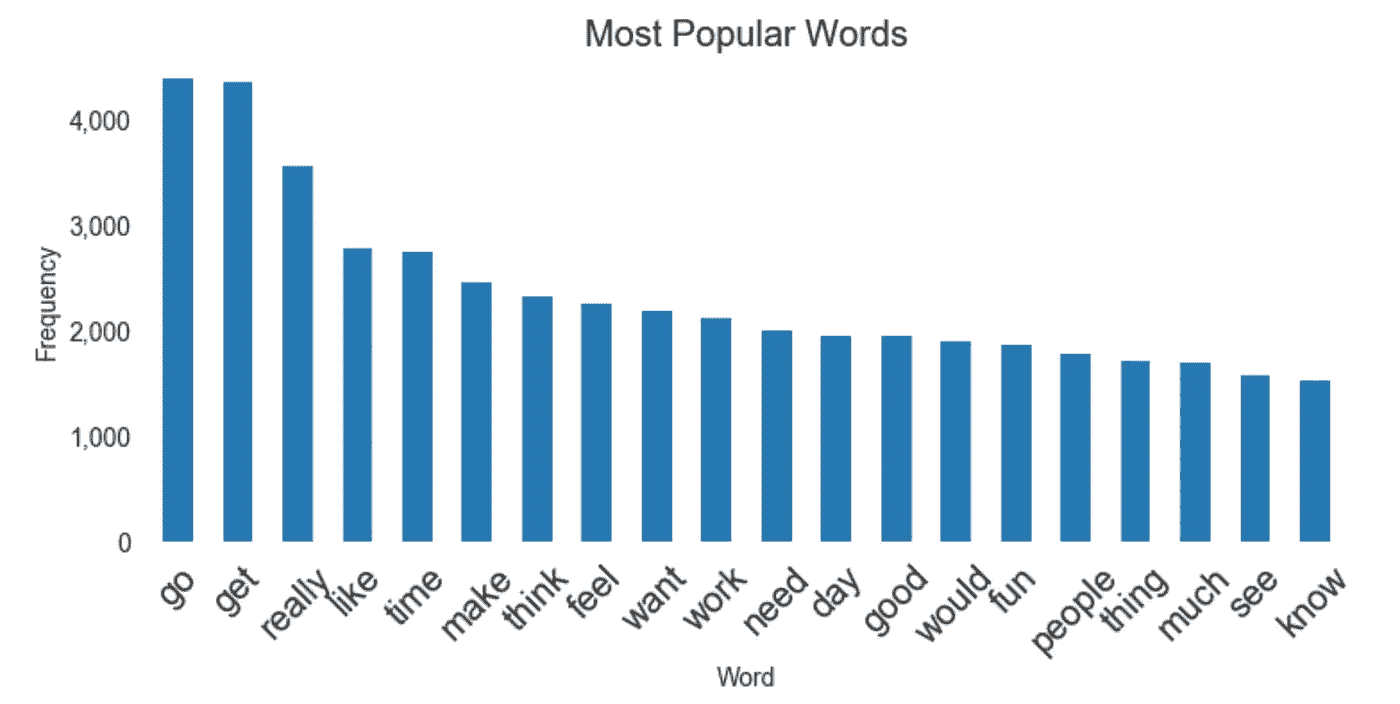 Most Popular Words
4,000
3,000
2,000
1,000
0
Frequency
go
get
really
like
time
make
think
feel
want
work
need
day
good
would
fun
people
thing
much
see
know
Word